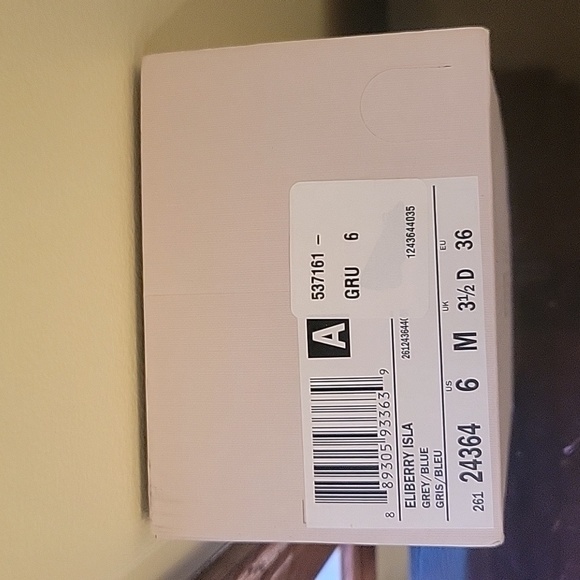 537161 –
GRU 6
1243644035
A
2612436440
8 89305 93363 9
ELIBERRY ISLA
GREY/BLUE
GRIS/BLEU
US UK EU
261 24364 6 M 3½ D 36